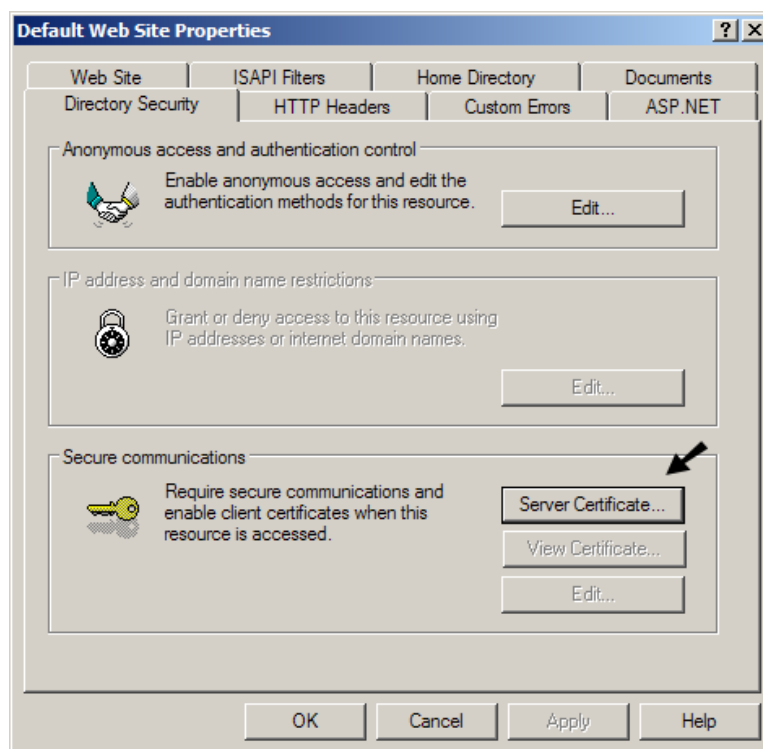 Default Web Site Properties
Web Site
ISAPI Filters
Home Directory
Documents
Directory Security
HTTP Headers
Custom Errors
ASP.NET
Anonymous access and authentication control
Enable anonymous access and edit the
authentication methods for this resource.
Edit...
IP address and domain name restrictions
Grant or deny access to this resource using
IP addresses or internet domain names.
Edit...
Secure communications
Require secure communications and
enable client certificates when this
resource is accessed.
Server Certificate...
View Certificate...
Edit...
OK
Cancel
Apply
Help